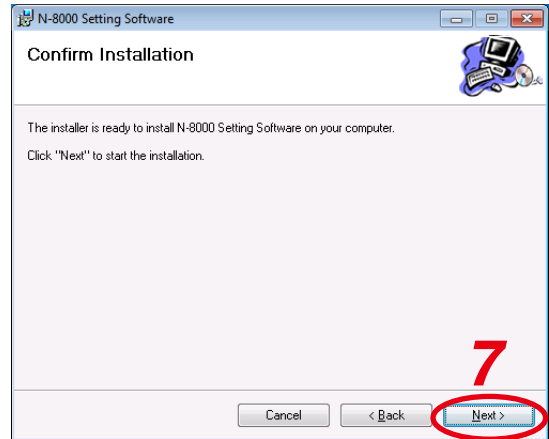 N-8000 Setting Software
Confirm Installation
The installer is ready to install N-8000 Setting Software on your computer.
Click "Next" to start the installation.
7
Cancel
< Back
Next >